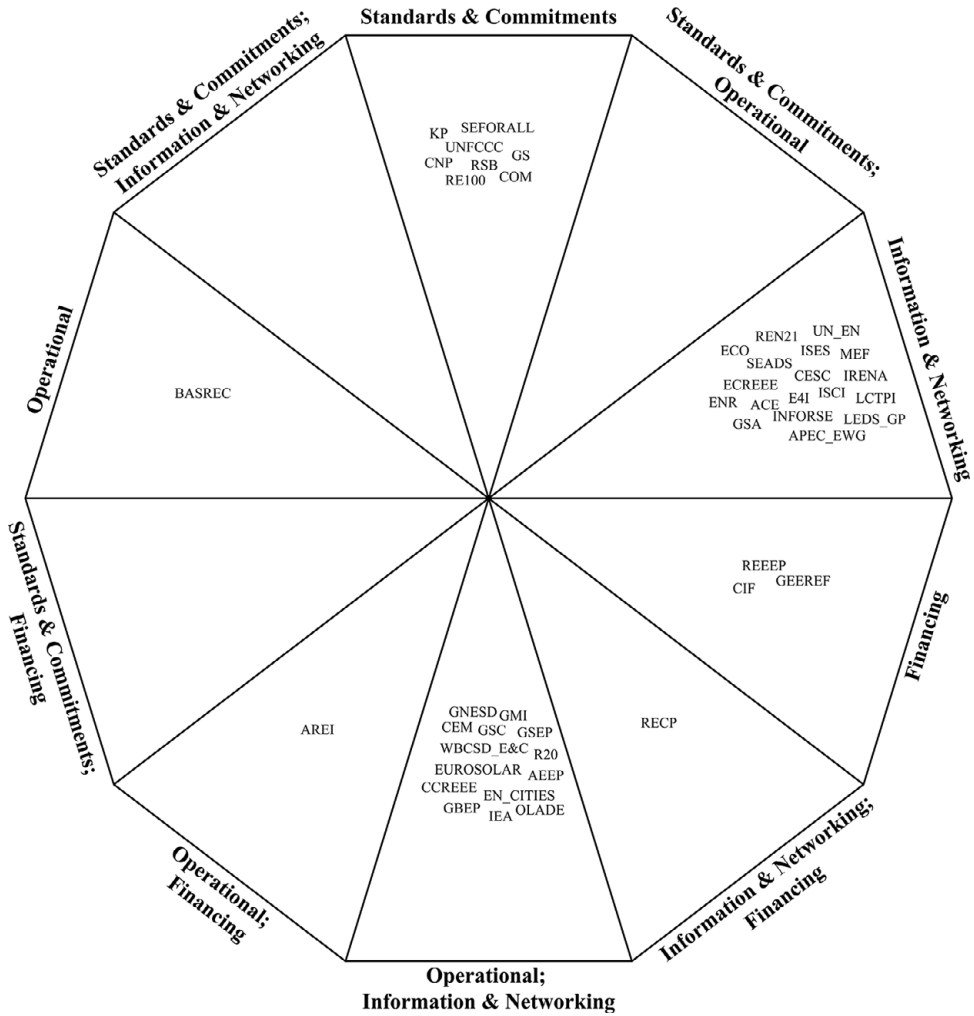 Standards & Commitments
Standards & Commitments;
Information & Networking
Standards & Commitments;
Operational
KP
SEFORALL
UNFCCC
GS
CNP
RSB
RE100
COM
Operational
BASREC
Information & Networking
REN21
UN_EN
ECO
ISES
MEF
SEADS
CESC
IRENA
ECREEE
E4I
ISCI
LCTPI
ENR
ACE
INFORSE
LEDS_GP
GSA
APEC_EWG
Standards & Commitments;
Financing
REEEP
CIF
GEEREF
Financing
AREI
Operational;
Financing
GNESD
GMI
CEM
GSC
GSEP
WBCSD_E&C
R20
EUROSOLAR
AEEP
CCREEE
EN_CITIES
GBEP
IEA
OLADE
RECP
Information & Networking;
Financing
Operational;
Information & Networking